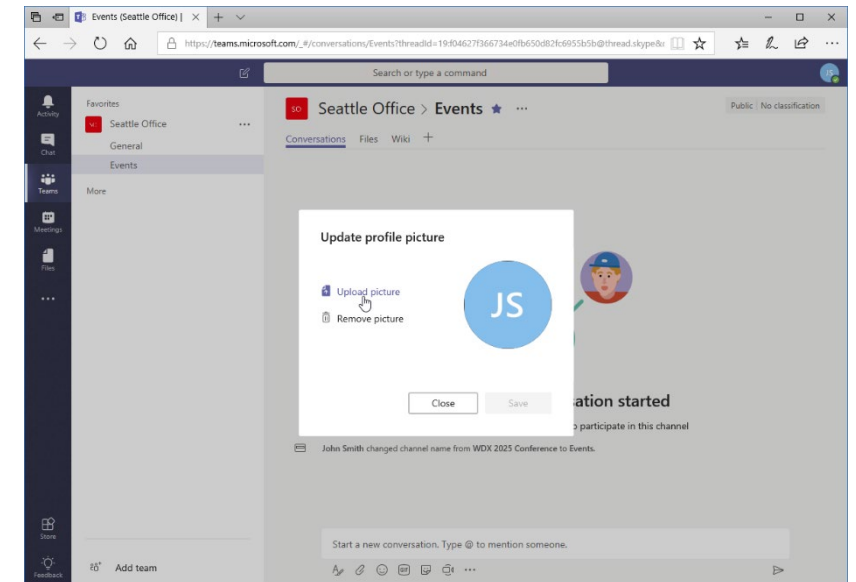 Events (Seattle Office) |
https://teams.microsoft.com/_#/conversations/Events?threadId=19:f04627f366734e0fb650d82fc6955b5b@thread.skype&
Search or type a command
JS
Activity
Chat
Teams
Meetings
Files
Store
Feedback
Favorites
SO Seattle Office
General
Events
More
Add team
SO Seattle Office > Events
Public No classification
Conversations Files Wiki
Update profile picture
Upload picture
Remove picture
JS
Close Save
ation started
participate in this channel
John Smith changed channel name from WDX 2025 Conference to Events.
Start a new conversation. Type @ to mention someone.
GIF